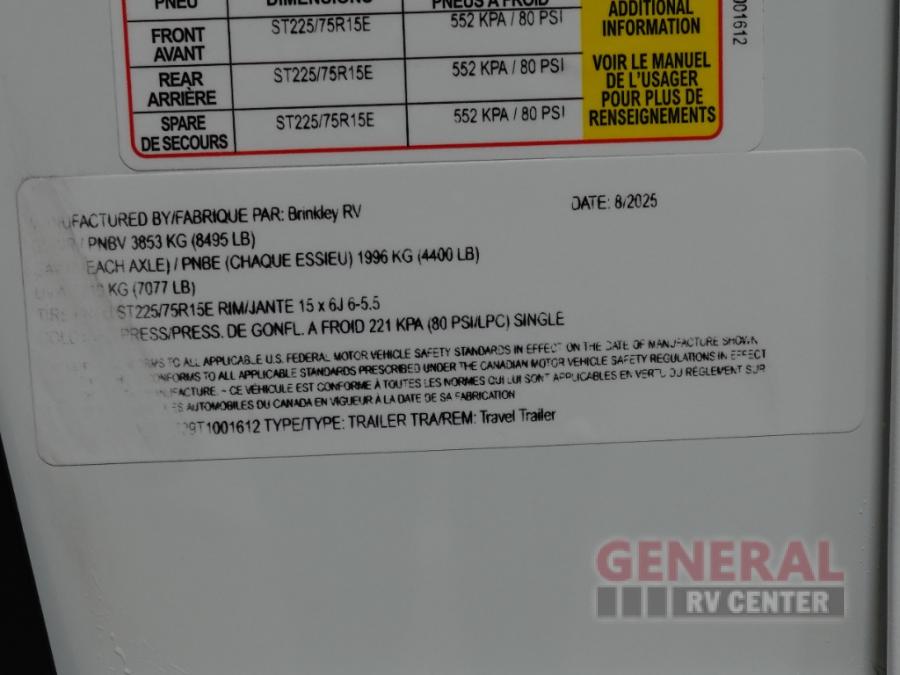 PNEU DIMENSIONS PNEUS À FROID
FRONT
AVANT
ST225/75R15E 552 KPA / 80 PSI
REAR
ARRIÈRE
ST225/75R15E 552 KPA / 80 PSI
SPARE
DE SECOURS
ST225/75R15E 552 KPA / 80 PSI
ADDITIONAL
INFORMATION
VOIR LE MANUEL
DE L'USAGER
POUR PLUS DE
RENSEIGNEMENTS
001612
UFACTURED BY/FABRIQUE PAR: Brinkley RV DATE: 8/2025
/ PNBV 3853 KG (8495 LB)
EACH AXLE) / PNBE (CHAQUE ESSIEU) 1996 KG (4400 LB)
KG (7077 LB)
ST225/75R15E RIM/JANTE 15 x 6J 6-5.5
PRESS/PRESS. DE GONFL. A FROID 221 KPA (80 PSI/LPC) SINGLE
TO ALL APPLICABLE U.S. FEDERAL MOTOR VEHICLE SAFETY STANDARDS IN EFFECT ON THE DATE OF MANUFACTURE SHOWN.
TO ALL APPLICABLE STANDARDS PRESCRIBED UNDER THE CANADIAN MOTOR VEHICLE SAFETY REGULATIONS IN EFFECT
FACTURE. - CE VÉHICULE EST CONFORME À TOUTES LES NORMES QUI LUI SONT APPLICABLES EN VERTU DU RÈGLEMENT SUR
AUTOMOBILES DU CANADA EN VIGUEUR À LA DATE DE SA FABRICATION
29T1001612 TYPE/TYPE: TRAILER TRA/REM: Travel Trailer
GENERAL
RV CENTER